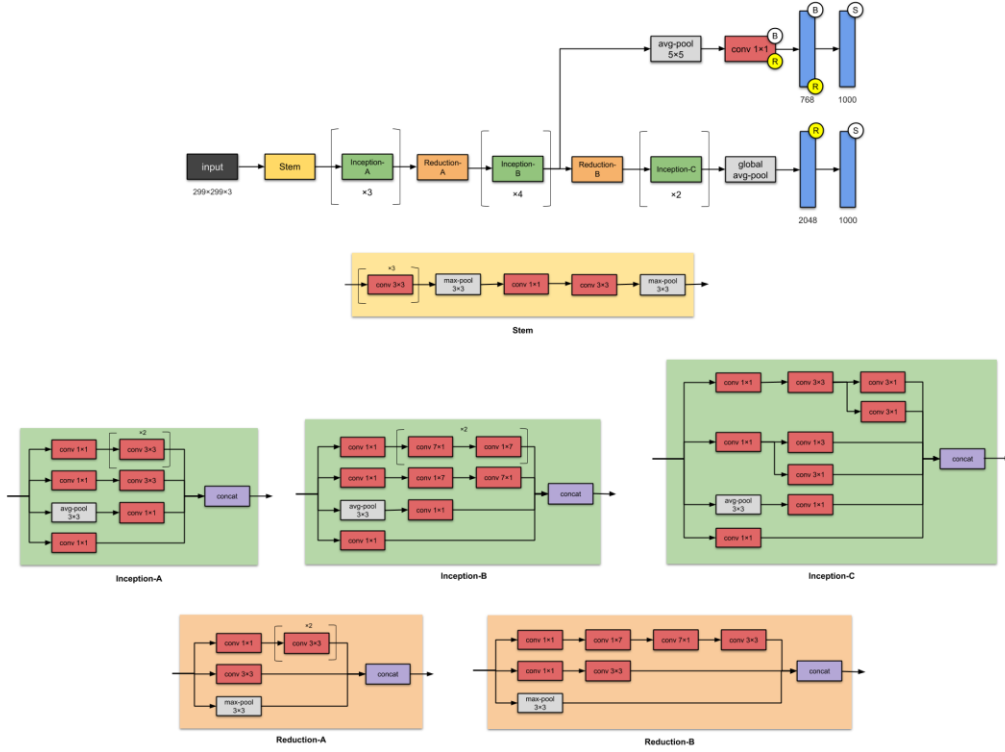 B
S
avg-pool
5×5
conv 1×1
B
R
R
768
1000
input
Stem
Inception-
A
Reduction-
A
Inception-
B
Reduction-
B
Inception-C
global
avg-pool
R
S
299×299×3
×3
×4
×2
2048
1000
×3
conv 3×3
max-pool
3×3
conv 1×1
conv 3×3
max-pool
3×3
Stem
conv 1×1
×2
conv 3×3
conv 1×1
conv 3×3
avg-pool
3×3
conv 1×1
conv 1×1
concat
Inception-A
conv 1×1
×2
conv 7×1
conv 1×7
conv 1×1
conv 1×7
conv 7×1
avg-pool
3×3
conv 1×1
conv 1×1
concat
Inception-B
conv 1×1
conv 3×3
conv 3×1
conv 3×1
conv 1×1
conv 1×3
conv 3×1
avg-pool
3×3
conv 1×1
conv 1×1
concat
Inception-C
conv 1×1
×2
conv 3×3
conv 3×3
max-pool
3×3
concat
Reduction-A
conv 1×1
conv 1×7
conv 7×1
conv 3×3
conv 1×1
conv 3×3
max-pool
3×3
concat
Reduction-B